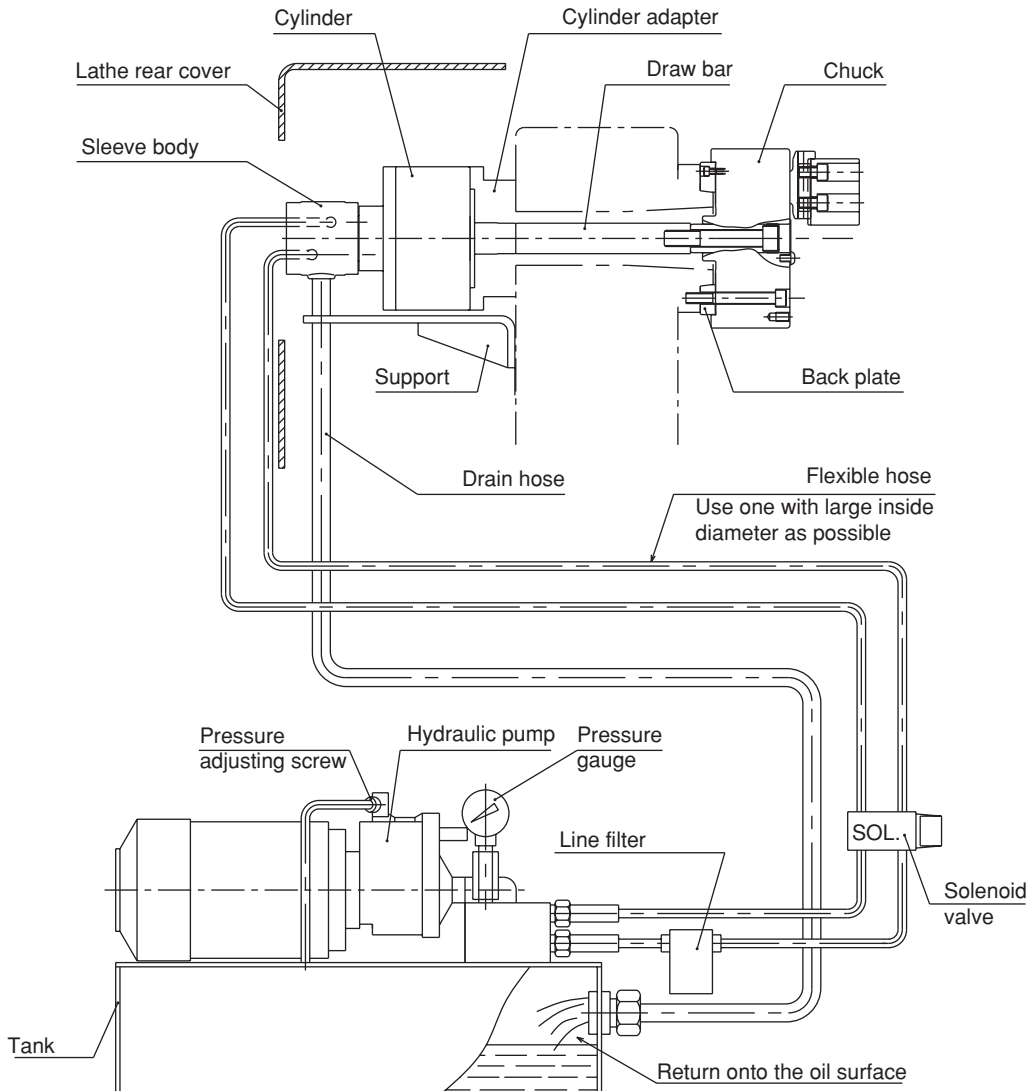 Cylinder
Cylinder adapter
Lathe rear cover
Draw bar
Chuck
Sleeve body
Support
Back plate
Drain hose
Flexible hose
Use one with large inside
diameter as possible
Pressure
adjusting screw
Hydraulic pump
Pressure
gauge
Line filter
SOL.
Solenoid
valve
Tank
Return onto the oil surface